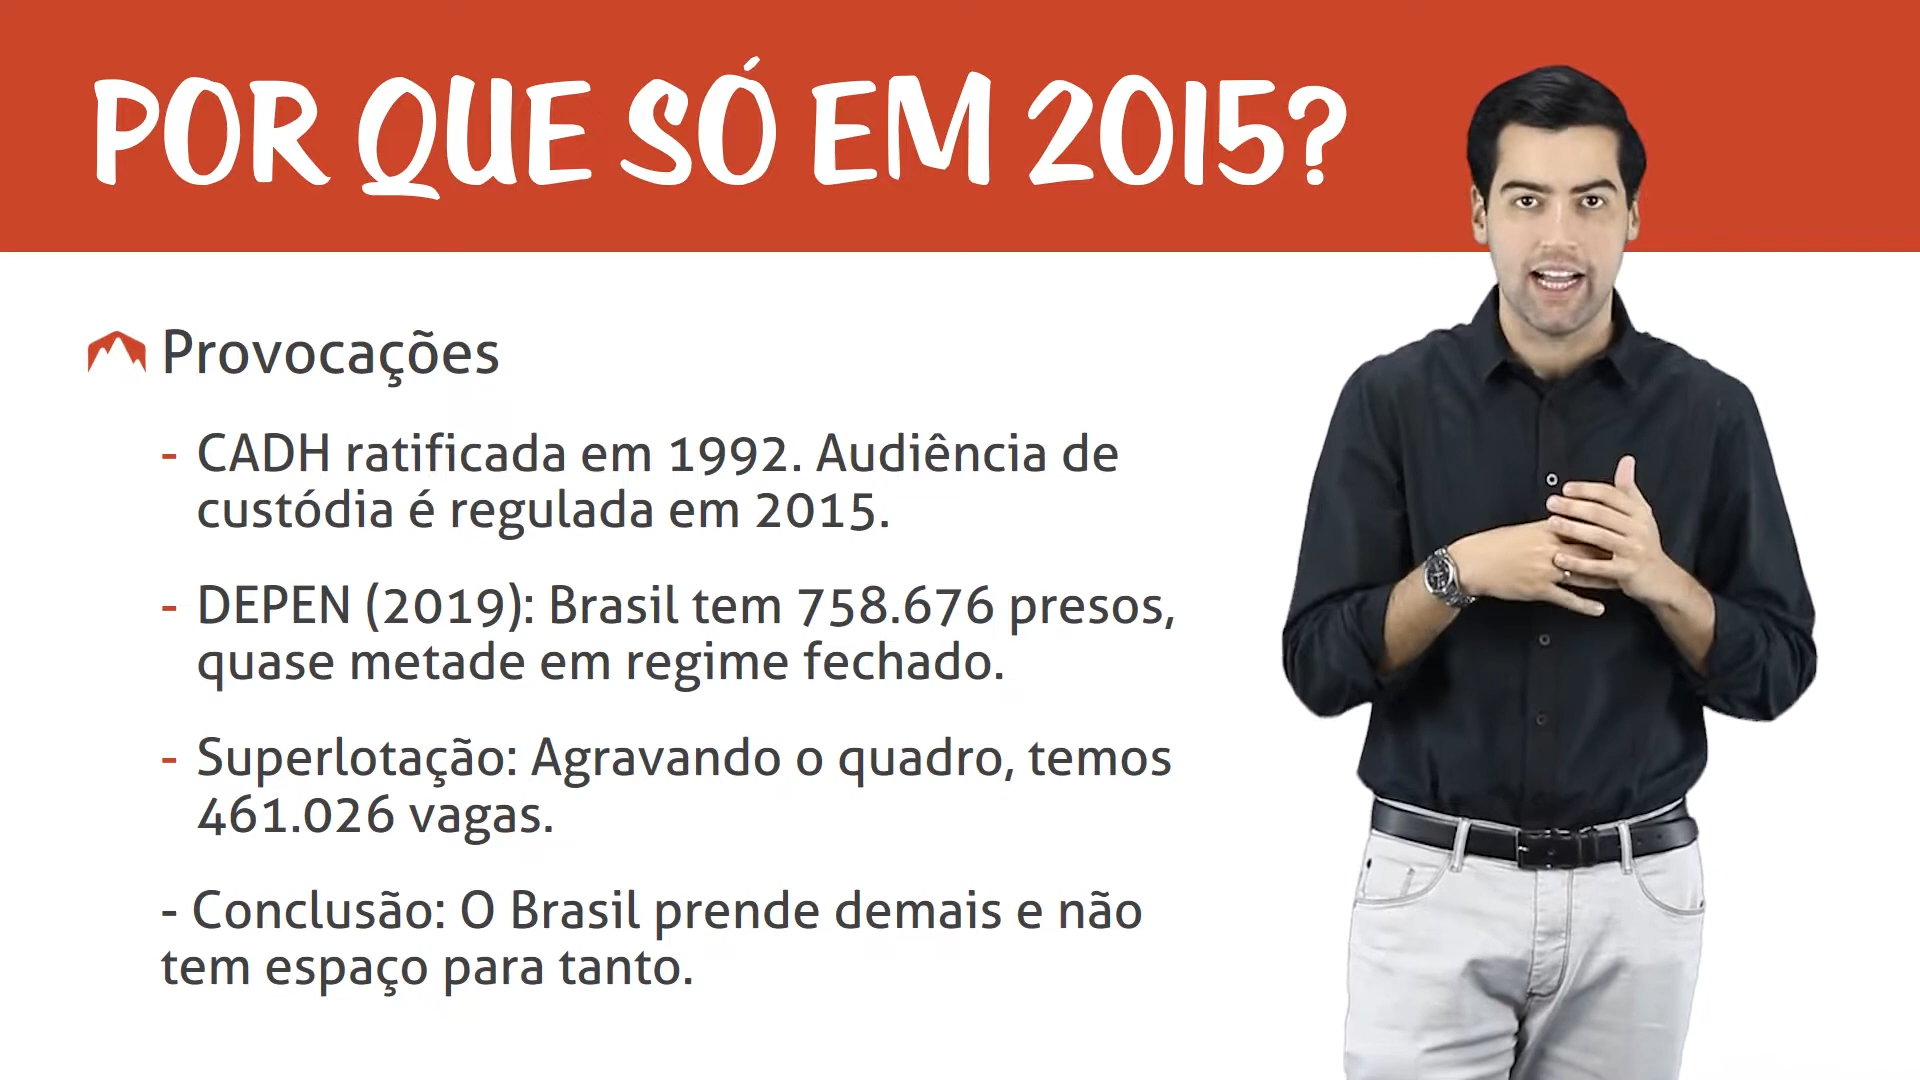 POR QUE SÓ EM 2015?
Provocações
- CADH ratificada em 1992. Audiência de
custódia é regulada em 2015.
- DEPEN (2019): Brasil tem 758.676 presos,
quase metade em regime fechado.
- Superlotação: Agravando o quadro, temos
461.026 vagas.
- Conclusão: O Brasil prende demais e não
tem espaço para tanto.